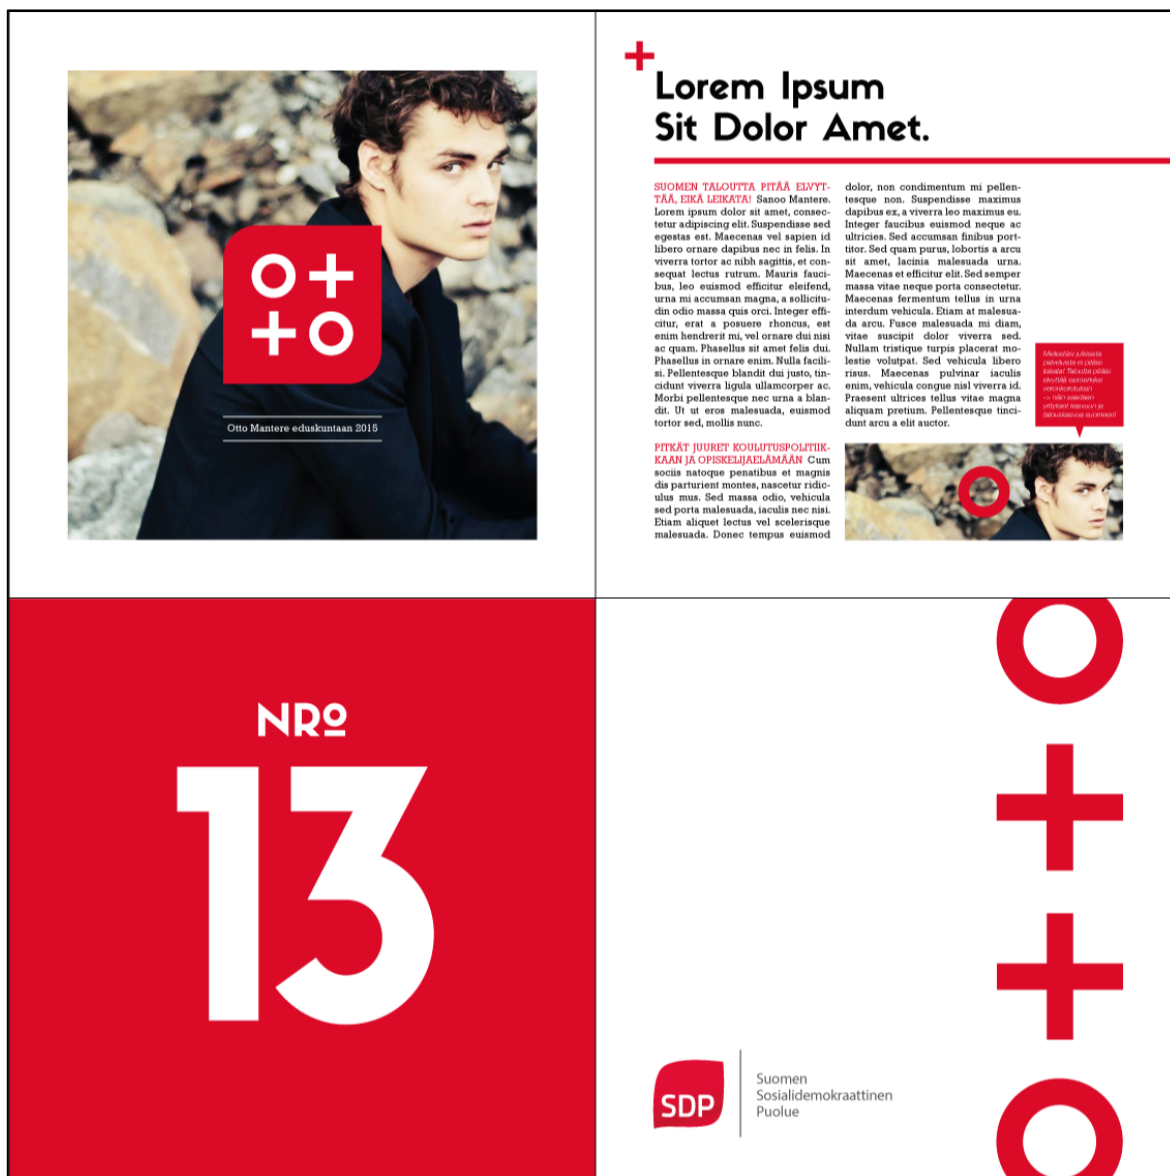 o+
+o
Otto Mantere eduskuntaan 2015
Lorem Ipsum
Sit Dolor Amet.
SUOMEN TALOUTTA PITÄÄ ELVYT-
TÄÄ, EIKÄ LEIKATA! Sanoo Mantere.
Lorem ipsum dolor sit amet, consec-
tetur adipiscing elit. Suspendisse sed
egestas est. Maecenas vel sapien id
libero ornare dapibus nec in felis. In
viverra tortor ac nibh sagittis, et con-
sequat lectus rutrum. Mauris fauci-
bus, leo euismod efficitur eleifend,
urna mi accumsan magna, a sollicitu-
din odio massa quis orci. Integer effi-
citur, erat a posuere rhoncus, est
enim hendrerit mi, vel ornare dui nisi
ac quam. Phasellus sit amet felis dui.
Phasellus in ornare enim. Nulla facili-
si. Pellentesque blandit dui justo, tin-
cidunt viverra ligula ullamcorper ac.
Morbi pellentesque nec urna a blan-
dit. Ut ut eros malesuada, euismod
tortor sed, mollis nunc.
PITKÄT JUURET KOULUTUSPOLITIIK-
KAAN JA OPISKELIJAELÄMÄÄN Cum
sociis natoque penatibus et magnis
dis parturient montes, nascetur ridic-
ulus mus. Sed massa odio, vehicula
sed porta malesuada, iaculis nec nisi.
Etiam aliquet lectus vel scelerisque
malesuada. Donec tempus euismod
dolor, non condimentum mi pellen-
tesque non. Suspendisse maximus
dapibus ex, a viverra leo maximus eu.
Integer faucibus euismod neque ac
ultricies. Sed accumsan finibus port-
titor. Sed quam purus, lobortis a arcu
sit amet, lacinia malesuada urna.
Maecenas et efficitur elit. Sed semper
massa vitae neque porta consectetur.
Maecenas fermentum tellus in urna
interdum vehicula. Etiam at malesua-
da arcu. Fusce malesuada mi diam,
vitae suscipit dolor viverra sed.
Nullam tristique turpis placerat mo-
lestie volutpat. Sed vehicula libero
risus. Maecenas pulvinar iaculis
enim, vehicula congue nisl viverra id.
Praesent ultrices tellus vitae magna
aliquam pretium. Pellentesque tinci-
dunt arcu a elit auctor.
Mielestäni julkisista
palveluista ei pitäisi
leikata! Taloutta pitäisi
elvyttää esimerkiksi
-> näin saadaan
NRo
13
SDP
Suomen
Sosialidemokraattinen
Puolue
o
+
+
o